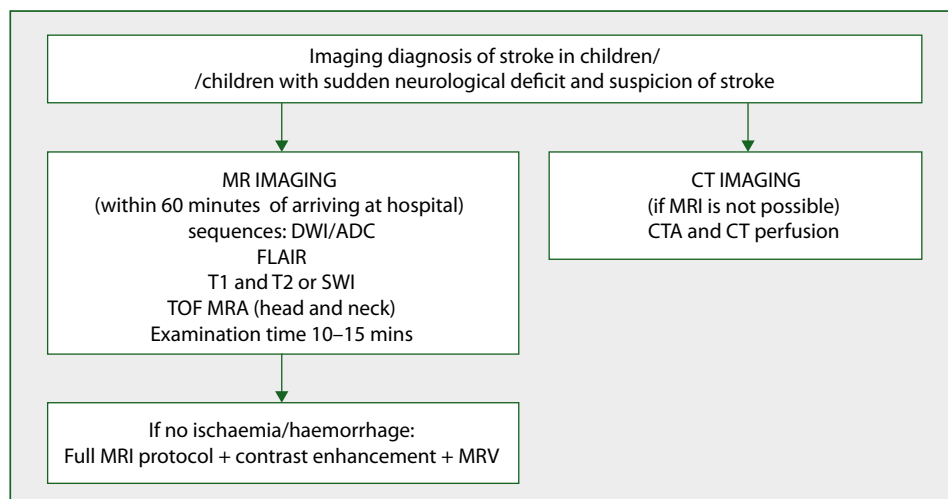 Imaging diagnosis of stroke in children/
/children with sudden neurological deficit and suspicion of stroke
MR IMAGING
(within 60 minutes of arriving at hospital)
sequences: DWI/ADC
FLAIR
T1 and T2 or SWI
TOF MRA (head and neck)
Examination time 10–15 mins
CT IMAGING
(if MRI is not possible)
CTA and CT perfusion
If no ischaemia/haemorrhage:
Full MRI protocol + contrast enhancement + MRV